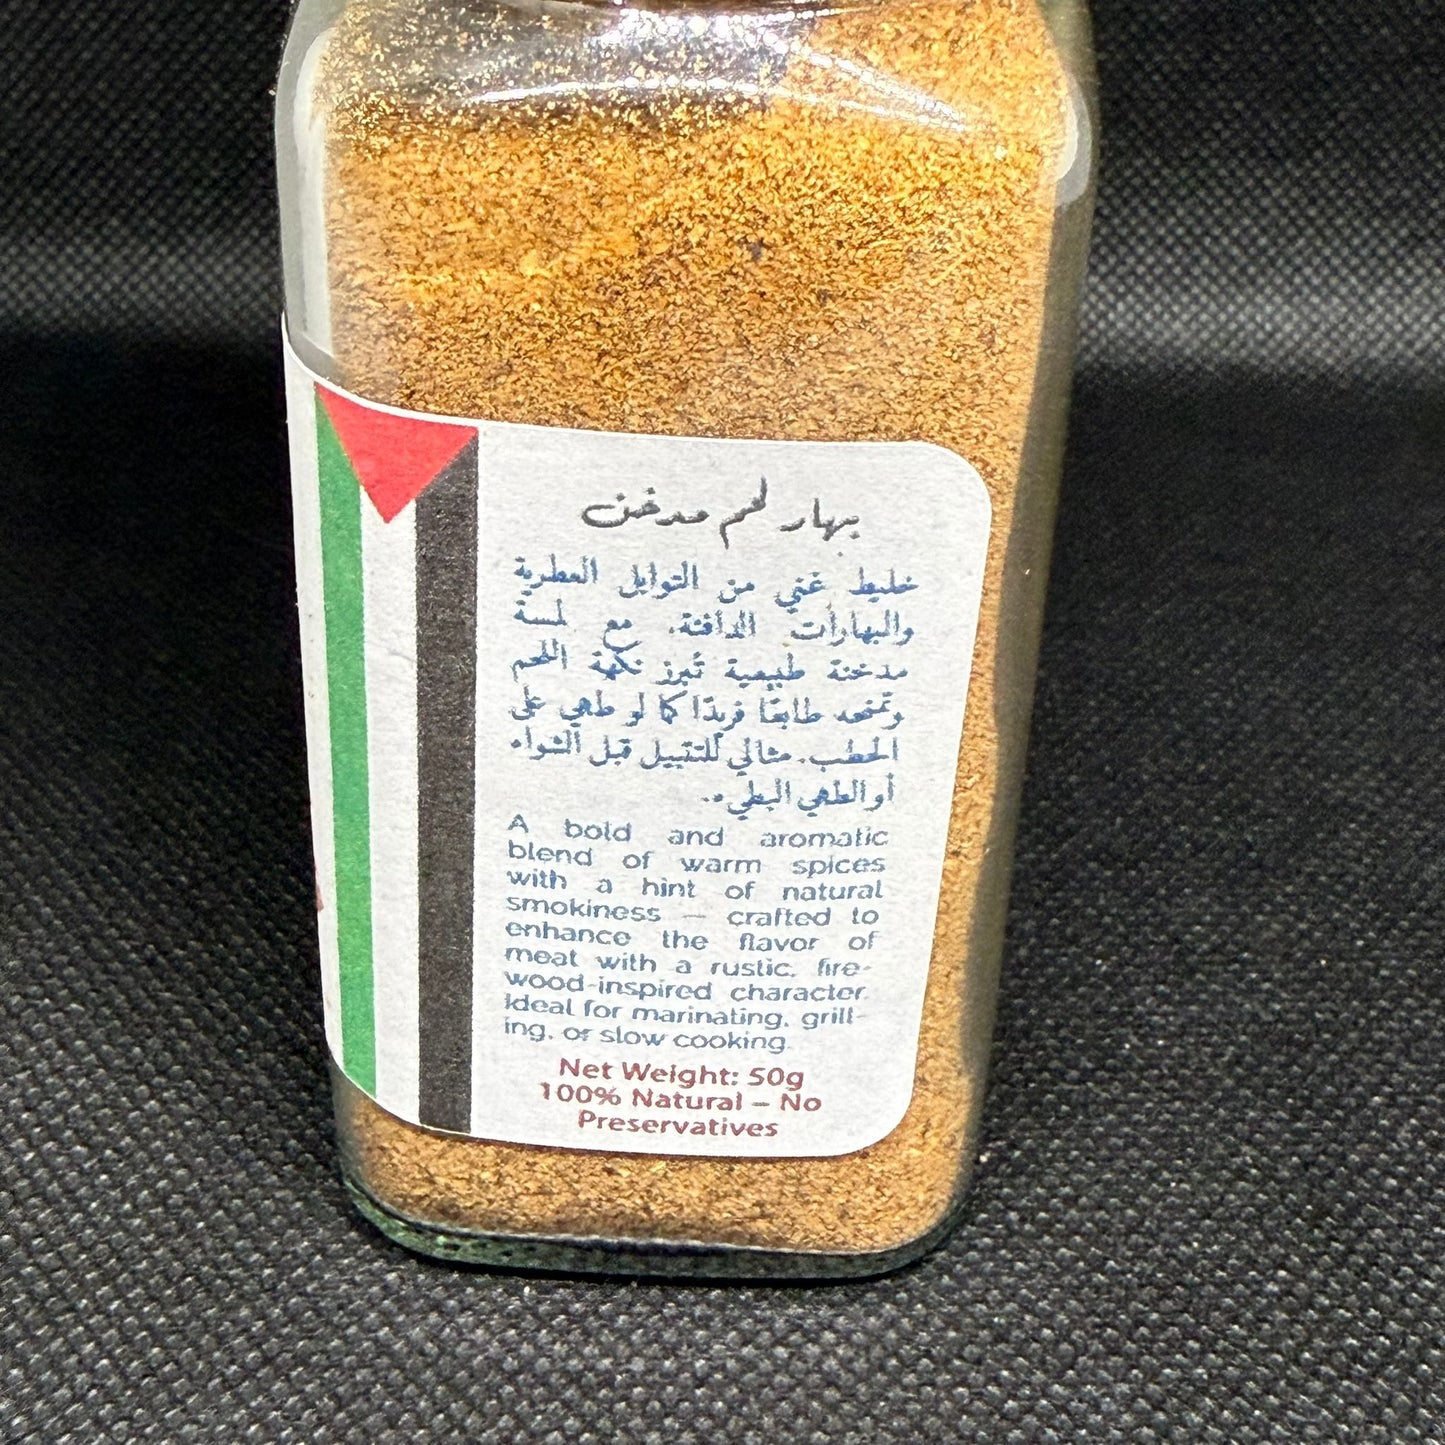 بهار لحم مدخن
خليط غني من التوابل العطرية
والبهارات الدافئة، مع لمسة
مدخنة طبيعية تُبرز نكهة اللحم
وتمنحه طابعًا فريدًا كما لو طهي على
الحطب. مثالي للتتبيل قبل الشواء
أو الطهي البطيء.
A bold and aromatic
blend of warm spices
with a hint of natural
smokiness – crafted to
enhance the flavor of
meat with a rustic, fire-
wood-inspired character.
Ideal for marinating, grill-
ing, or slow cooking.
Net Weight: 50g
100% Natural – No
Preservatives